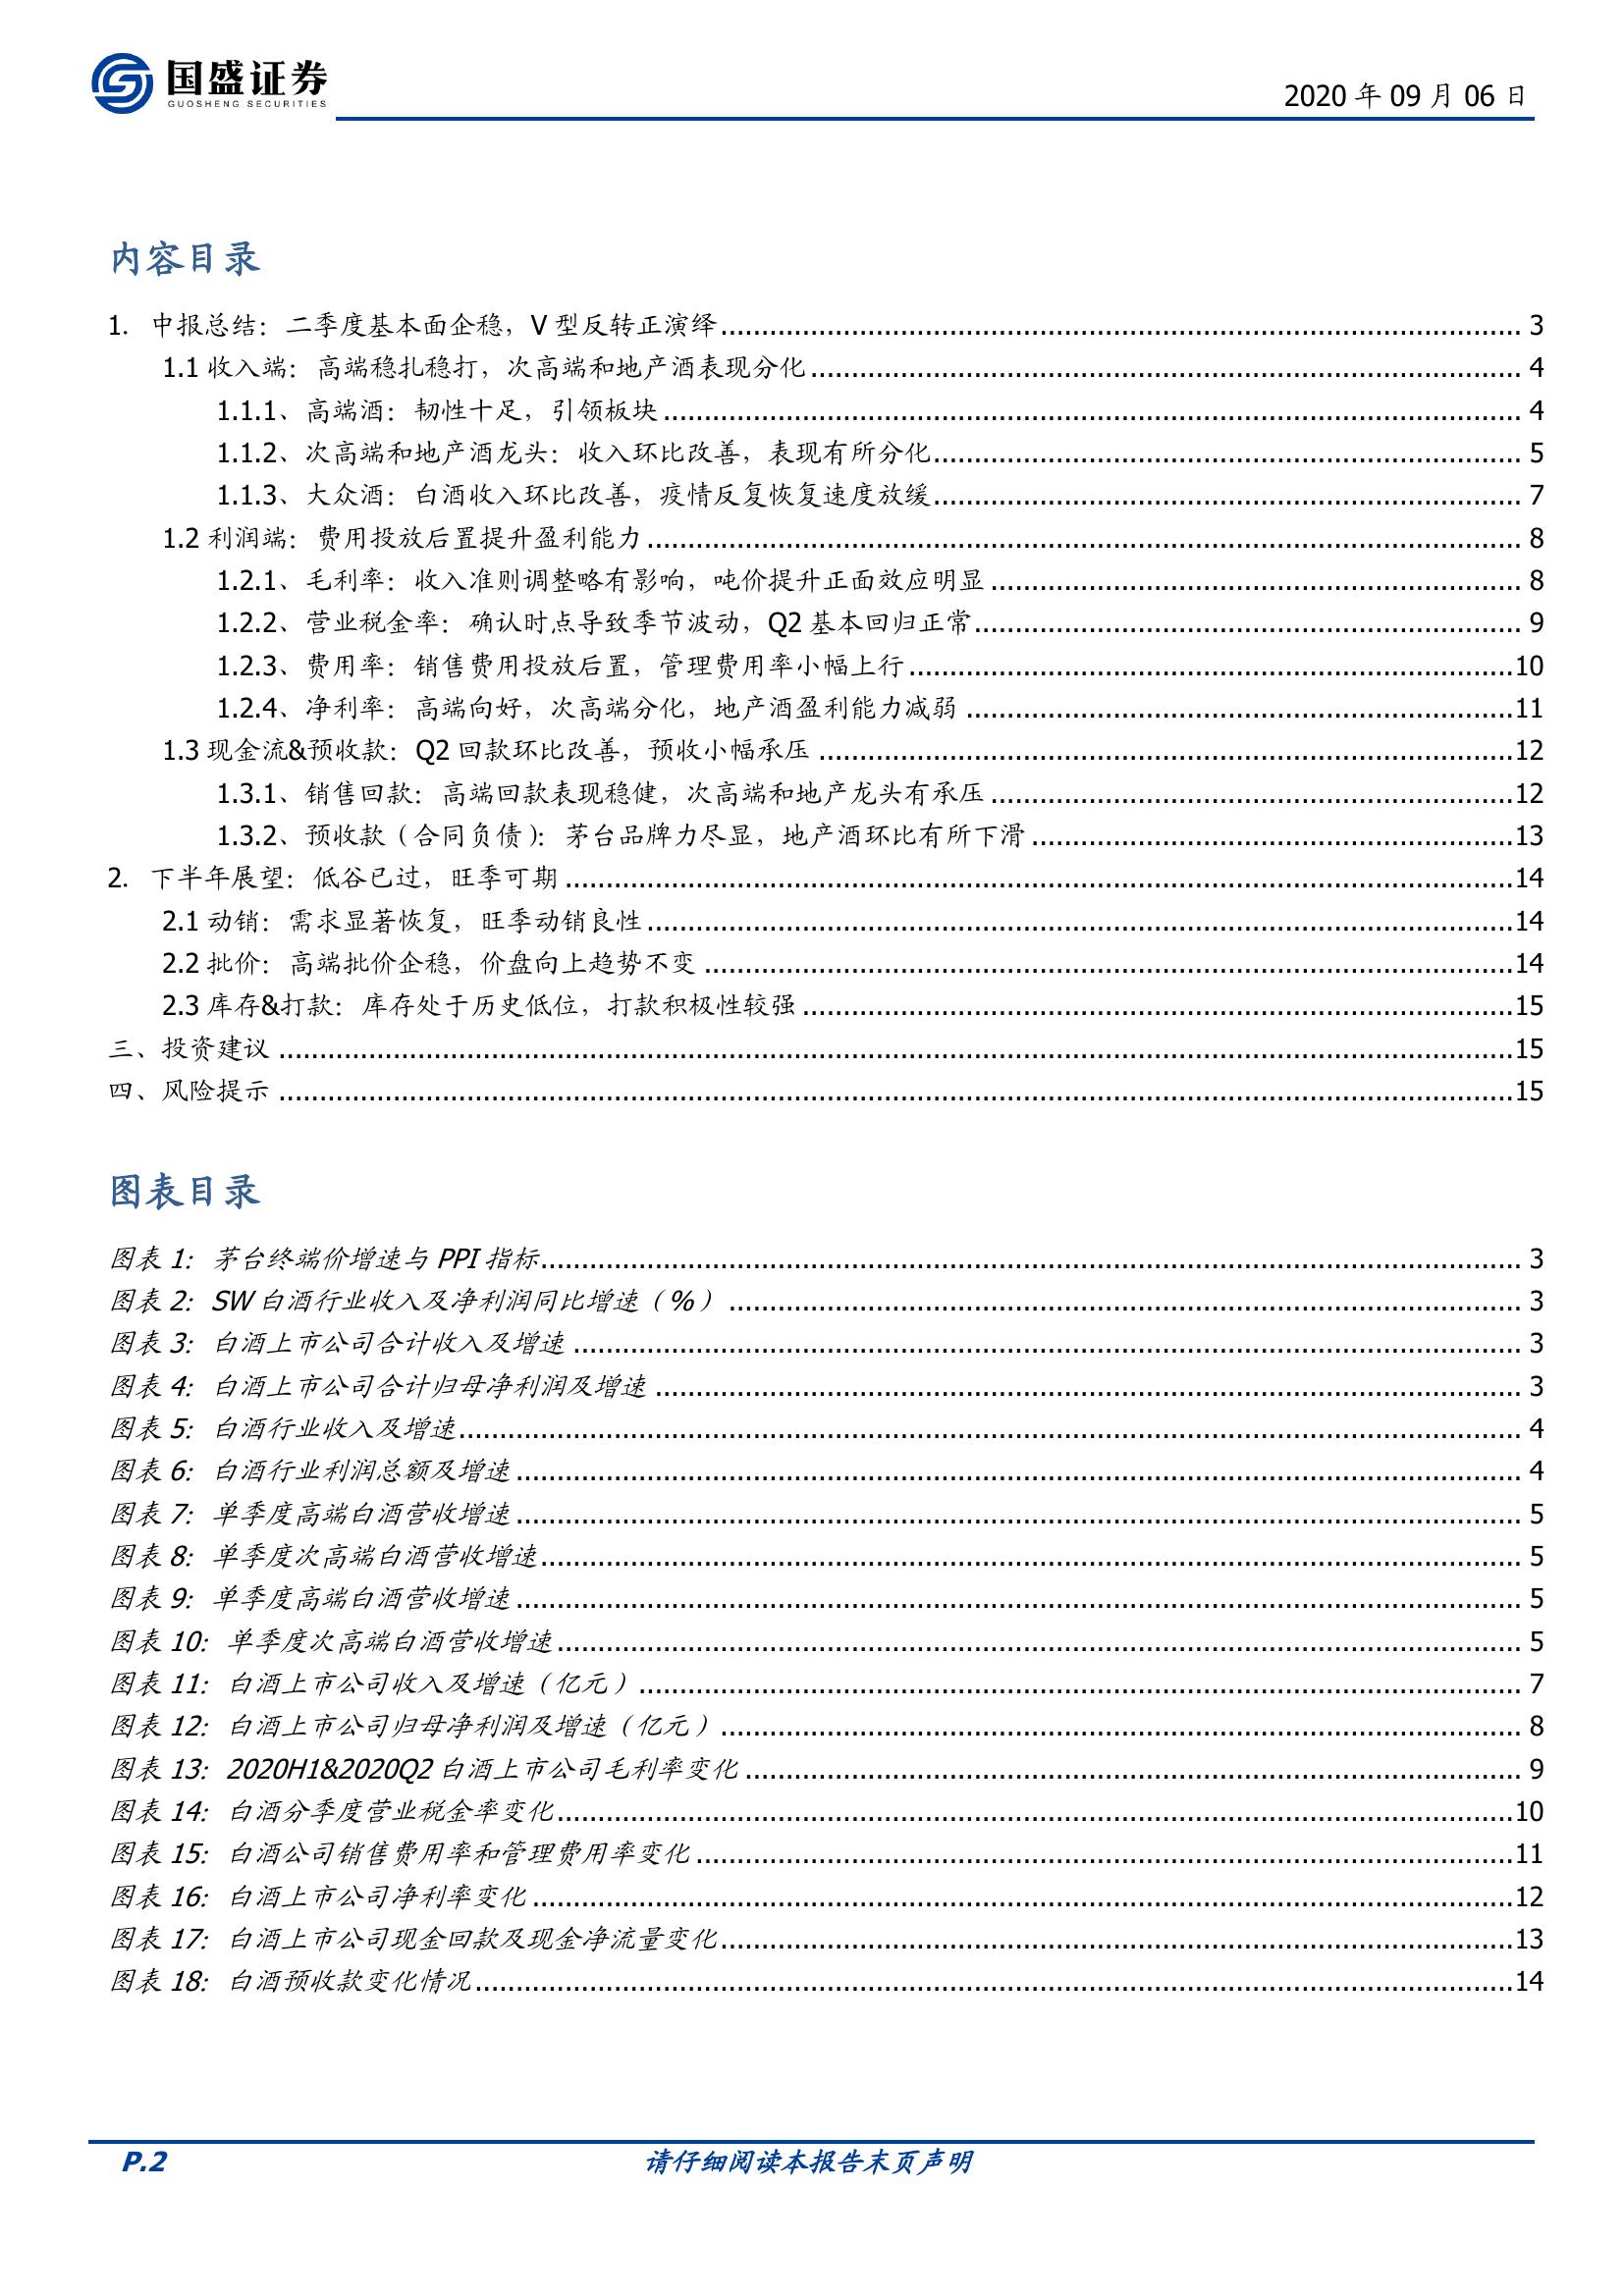 国盛证券
GUOSHENG SECURITIES
2020 年 09 月 06 日
内容目录
1. 中报总结：二季度基本面企稳，V 型反转正演绎 3
1.1 收入端：高端稳扎稳打，次高端和地产酒表现分化 4
1.1.1、高端酒：韧性十足，引领板块 4
1.1.2、次高端和地产酒龙头：收入环比改善，表现有所分化 5
1.1.3、大众酒：白酒收入环比改善，疫情反复恢复速度放缓 7
1.2 利润端：费用投放后置提升盈利能力 8
1.2.1、毛利率：收入准则调整略有影响，吨价提升正面效应明显 8
1.2.2、营业税金率：确认时点导致季节波动，Q2 基本回归正常 9
1.2.3、费用率：销售费用投放后置，管理费用率小幅上行 10
1.2.4、净利率：高端向好，次高端分化，地产酒盈利能力减弱 11
1.3 现金流&预收款：Q2 回款环比改善，预收小幅承压 12
1.3.1、销售回款：高端回款表现稳健，次高端和地产龙头有承压 12
1.3.2、预收款（合同负债）：茅台品牌力尽显，地产酒环比有所下滑 13
2. 下半年展望：低谷已过，旺季可期 14
2.1 动销：需求显著恢复，旺季动销良性 14
2.2 批价：高端批价企稳，价盘向上趋势不变 14
2.3 库存&打款：库存处于历史低位，打款积极性较强 15
三、投资建议 15
四、风险提示 15
图表目录
图表 1: 茅台终端价增速与 PPI 指标 3
图表 2: SW 白酒行业收入及净利润同比增速（%） 3
图表 3: 白酒上市公司合计收入及增速 3
图表 4: 白酒上市公司合计归母净利润及增速 3
图表 5: 白酒行业收入及增速 4
图表 6: 白酒行业利润总额及增速 4
图表 7: 单季度高端白酒营收增速 5
图表 8: 单季度次高端白酒营收增速 5
图表 9: 单季度高端白酒营收增速 5
图表 10: 单季度次高端白酒营收增速 5
图表 11: 白酒上市公司收入及增速（亿元） 7
图表 12: 白酒上市公司归母净利润及增速（亿元） 8
图表 13: 2020H1&2020Q2 白酒上市公司毛利率变化 9
图表 14: 白酒分季度营业税金率变化 10
图表 15: 白酒公司销售费用率和管理费用率变化 11
图表 16: 白酒上市公司净利率变化 12
图表 17: 白酒上市公司现金回款及现金净流量变化 13
图表 18: 白酒预收款变化情况 14
P.2 请仔细阅读本报告末页声明